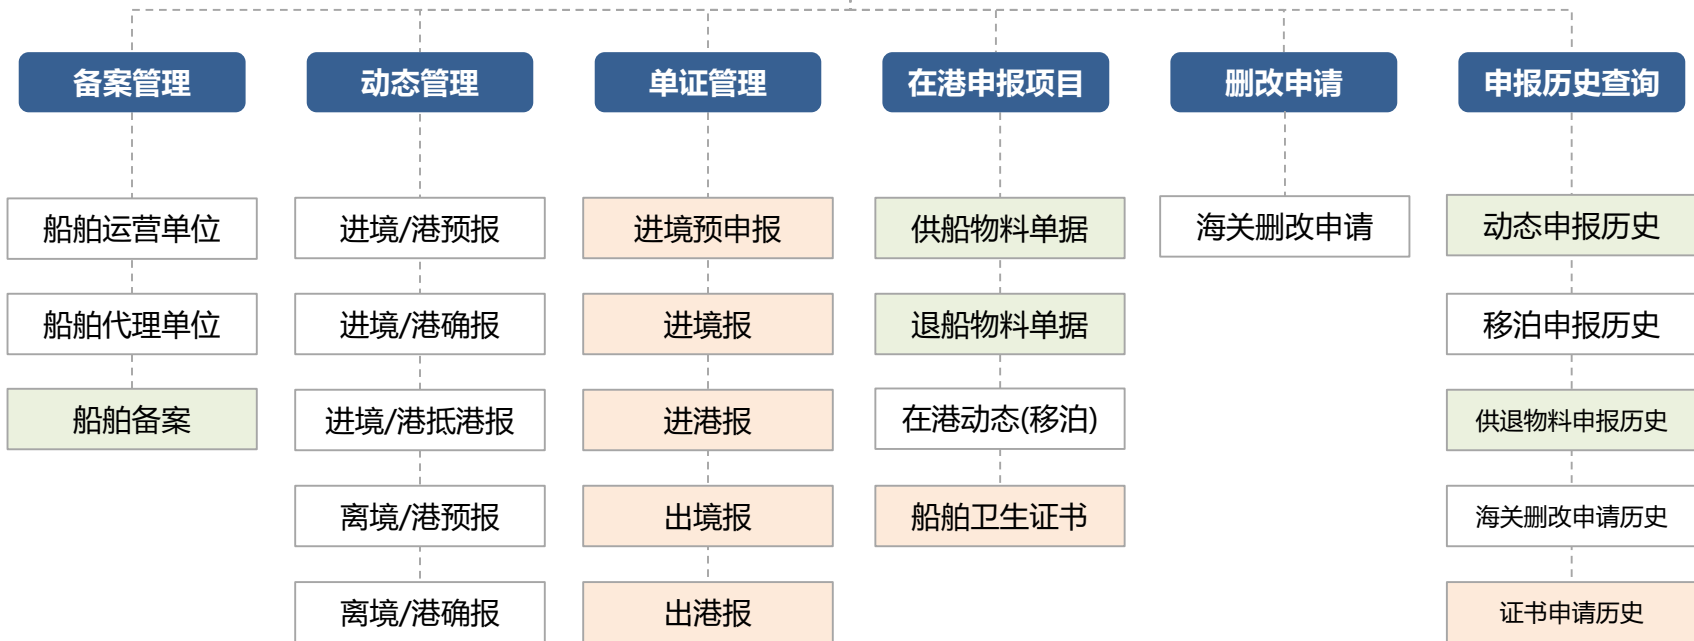 备案管理
动态管理
单证管理
在港申报项目
删改申请
申报历史查询
船舶运营单位
进境/港预报
进境预申报
供船物料单据
海关删改申请
动态申报历史
船舶代理单位
进境/港确报
进境报
退船物料单据
移泊申报历史
船舶备案
进境/港抵港报
进港报
在港动态(移泊)
供退物料申报历史
离境/港预报
出境报
船舶卫生证书
海关删改申请历史
离境/港确报
出港报
证书申请历史